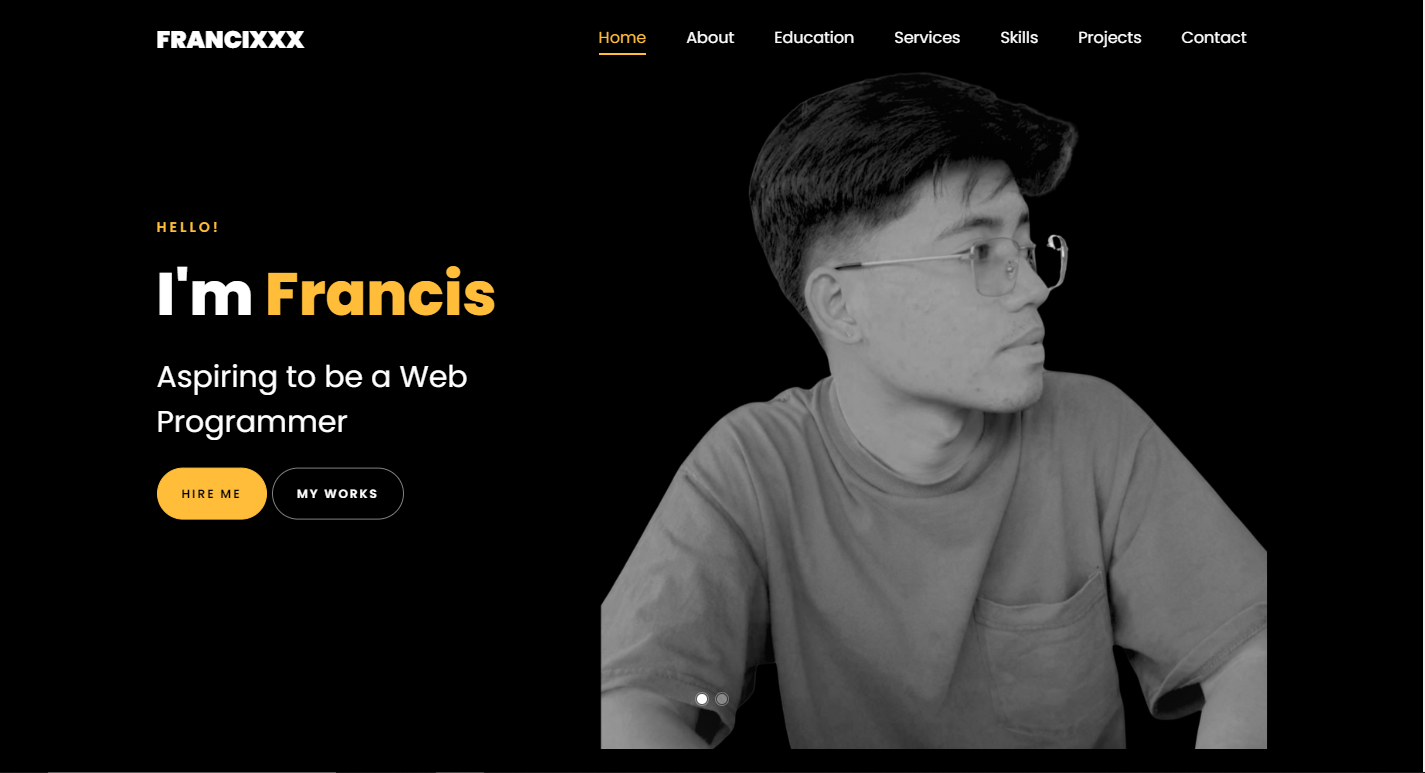 FRANCIXXX
Home About Education Services Skills Projects Contact
HELLO!
I'm Francis
Aspiring to be a Web
Programmer
HIRE ME MY WORKS